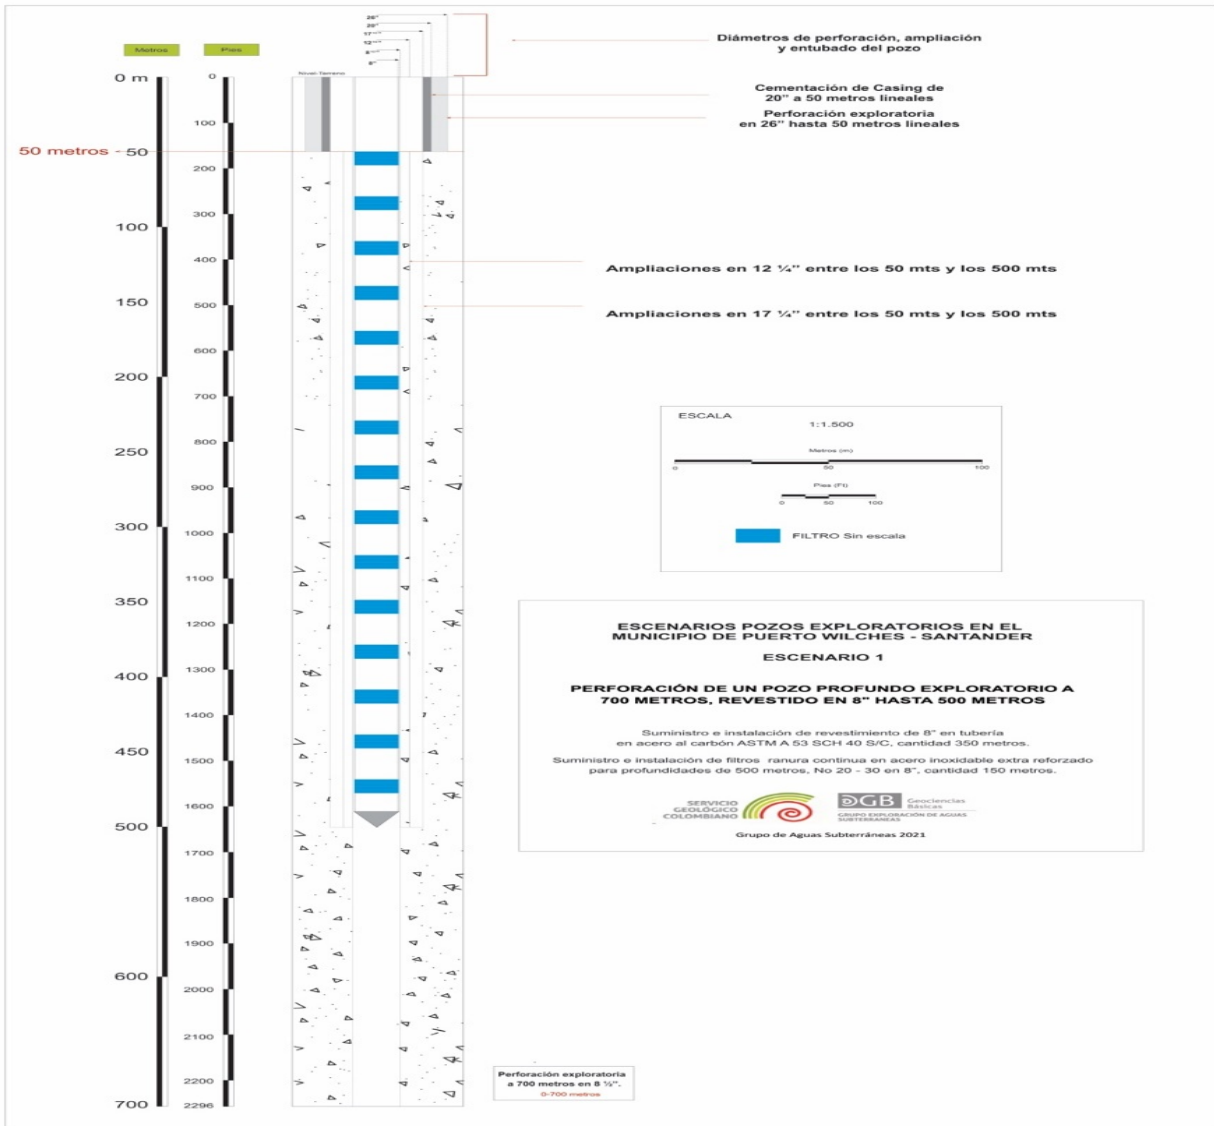 26"
20"
17"
12"
8"
8"
Diámetros de perforación, ampliación
y entubado del pozo
Metros
Pies
Nivel-Terreno
Cementación de Casing de
20" a 50 metros lineales
Perforación exploratoria
en 26" hasta 50 metros lineales
50 metros
0 m
50
100
150
200
250
300
350
400
450
500
600
700
0
100
200
300
400
500
600
700
800
900
1000
1100
1200
1300
1400
1500
1600
1700
1800
1900
2000
2100
2200
2296
Ampliaciones en 12 ¼" entre los 50 mts y los 500 mts
Ampliaciones en 17 ¼" entre los 50 mts y los 500 mts
ESCALA
1:1.500
Metros (m)
0 50 100
Pies (Ft)
0 50 100
FILTRO Sin escala
ESCENARIOS POZOS EXPLORATORIOS EN EL
MUNICIPIO DE PUERTO WILCHES - SANTANDER
ESCENARIO 1
PERFORACIÓN DE UN POZO PROFUNDO EXPLORATORIO A
700 METROS, REVESTIDO EN 8" HASTA 500 METROS
Suministro e instalación de revestimiento de 8" en tubería
en acero al carbón ASTM A 53 SCH 40 S/C, cantidad 350 metros.
Suministro e instalación de filtros ranura continua en acero inoxidable extra reforzado
para profundidades de 500 metros, No 20 - 30 en 8", cantidad 150 metros.
SERVICIO
GEOLÓGICO
COLOMBIANO
DGB
Geociencias
Básicas
GRUPO EXPLORACIÓN DE AGUAS
SUBTERRÁNEAS
Grupo de Aguas Subterráneas 2021
Perforación exploratoria
a 700 metros en 8 ½".
0-700 metros